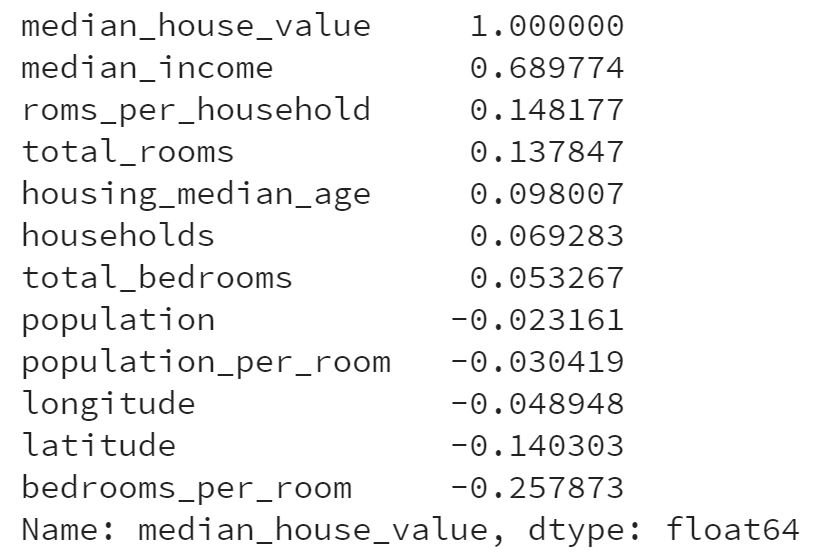 median_house_value 1.000000
median_income 0.689774
roms_per_household 0.148177
total_rooms 0.137847
housing_median_age 0.098007
households 0.069283
total_bedrooms 0.053267
population -0.023161
population_per_room -0.030419
longitude -0.048948
latitude -0.140303
bedrooms_per_room -0.257873
Name: median_house_value, dtype: float64